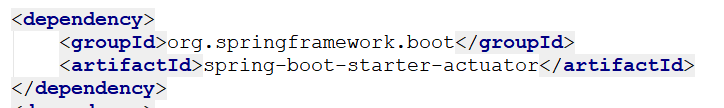 <dependency>
<groupId>org.springframework.boot</groupId>
<artifactId>spring-boot-starter-actuator</artifactId>
</dependency>